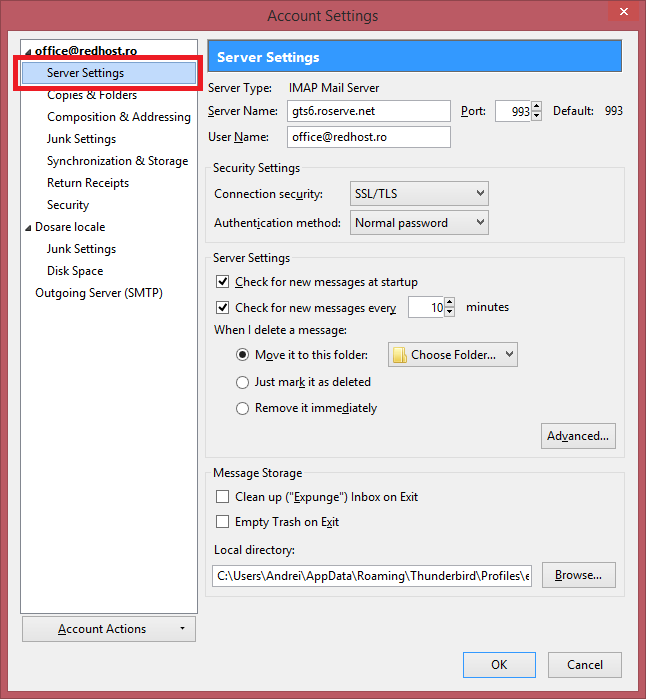 Account Settings
office@redhost.ro
Server Settings
Copies & Folders
Composition & Addressing
Junk Settings
Synchronization & Storage
Return Receipts
Security
Dosare locale
Junk Settings
Disk Space
Outgoing Server (SMTP)
Account Actions
Server Settings
Server Type: IMAP Mail Server
Server Name: gts6.roserve.net Port: 993 Default: 993
User Name: office@redhost.ro
Security Settings
Connection security: SSL/TLS
Authentication method: Normal password
Server Settings
Check for new messages at startup
Check for new messages every 10 minutes
When I delete a message:
Move it to this folder: Choose Folder...
Just mark it as deleted
Remove it immediately
Advanced...
Message Storage
Clean up ("Expunge") Inbox on Exit
Empty Trash on Exit
Local directory:
C:\Users\Andrei\AppData\Roaming\Thunderbird\Profiles\e Browse...
OK Cancel